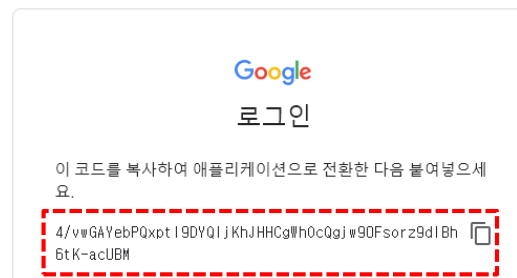 Google
로그인
이 코드를 복사하여 애플리케이션으로 전환한 다음 붙여넣으세
요.
4/vwGAYebPQxptI9DYQIjKhJHHCgWhOcQgjw9OFsorz9dIBh
6tK-acUBM